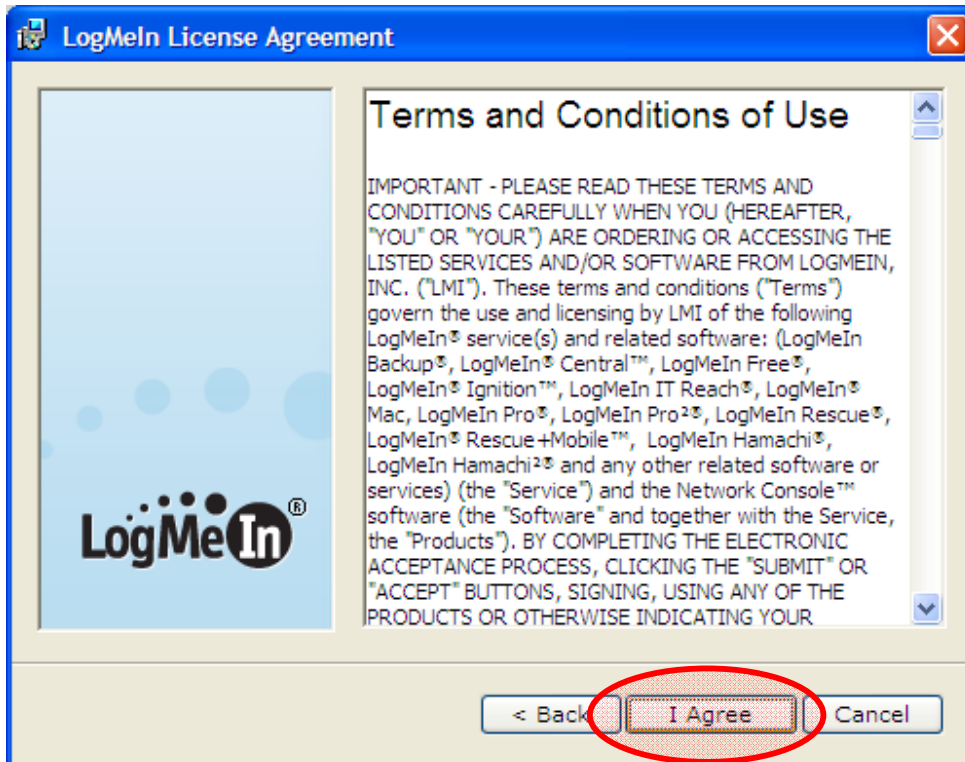 LogMeIn License Agreement
Terms and Conditions of Use
IMPORTANT - PLEASE READ THESE TERMS AND
CONDITIONS CAREFULLY WHEN YOU (HEREAFTER,
"YOU" OR "YOUR") ARE ORDERING OR ACCESSING THE
LISTED SERVICES AND/OR SOFTWARE FROM LOGMEIN,
INC. ("LMI"). These terms and conditions ("Terms")
govern the use and licensing by LMI of the following
LogMeIn® service(s) and related software: (LogMeIn
Backup®, LogMeIn® Central™, LogMeIn Free®,
LogMeIn® Ignition™, LogMeIn IT Reach®, LogMeIn®
Mac, LogMeIn Pro®, LogMeIn Pro²®, LogMeIn Rescue®,
LogMeIn® Rescue+Mobile™, LogMeIn Hamachi®,
LogMeIn Hamachi²® and any other related software or
services) (the "Service") and the Network Console™
software (the "Software" and together with the Service,
the "Products"). BY COMPLETING THE ELECTRONIC
ACCEPTANCE PROCESS, CLICKING THE "SUBMIT" OR
"ACCEPT" BUTTONS, SIGNING, USING ANY OF THE
PRODUCTS OR OTHERWISE INDICATING YOUR
LogMeIn®
< Back
I Agree
Cancel